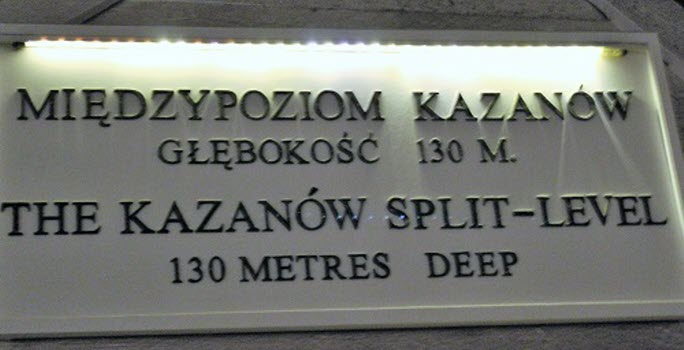 MIĘDZYPOZIOM KAZANÓW
GŁĘBOKOŚĆ 130 M.
THE KAZANÓW SPLIT-LEVEL
130 METRES DEEP